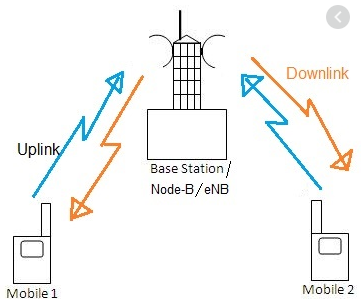 Downlink
Uplink
Base Station /
Node-B/eNB
Mobile 1
Mobile 2